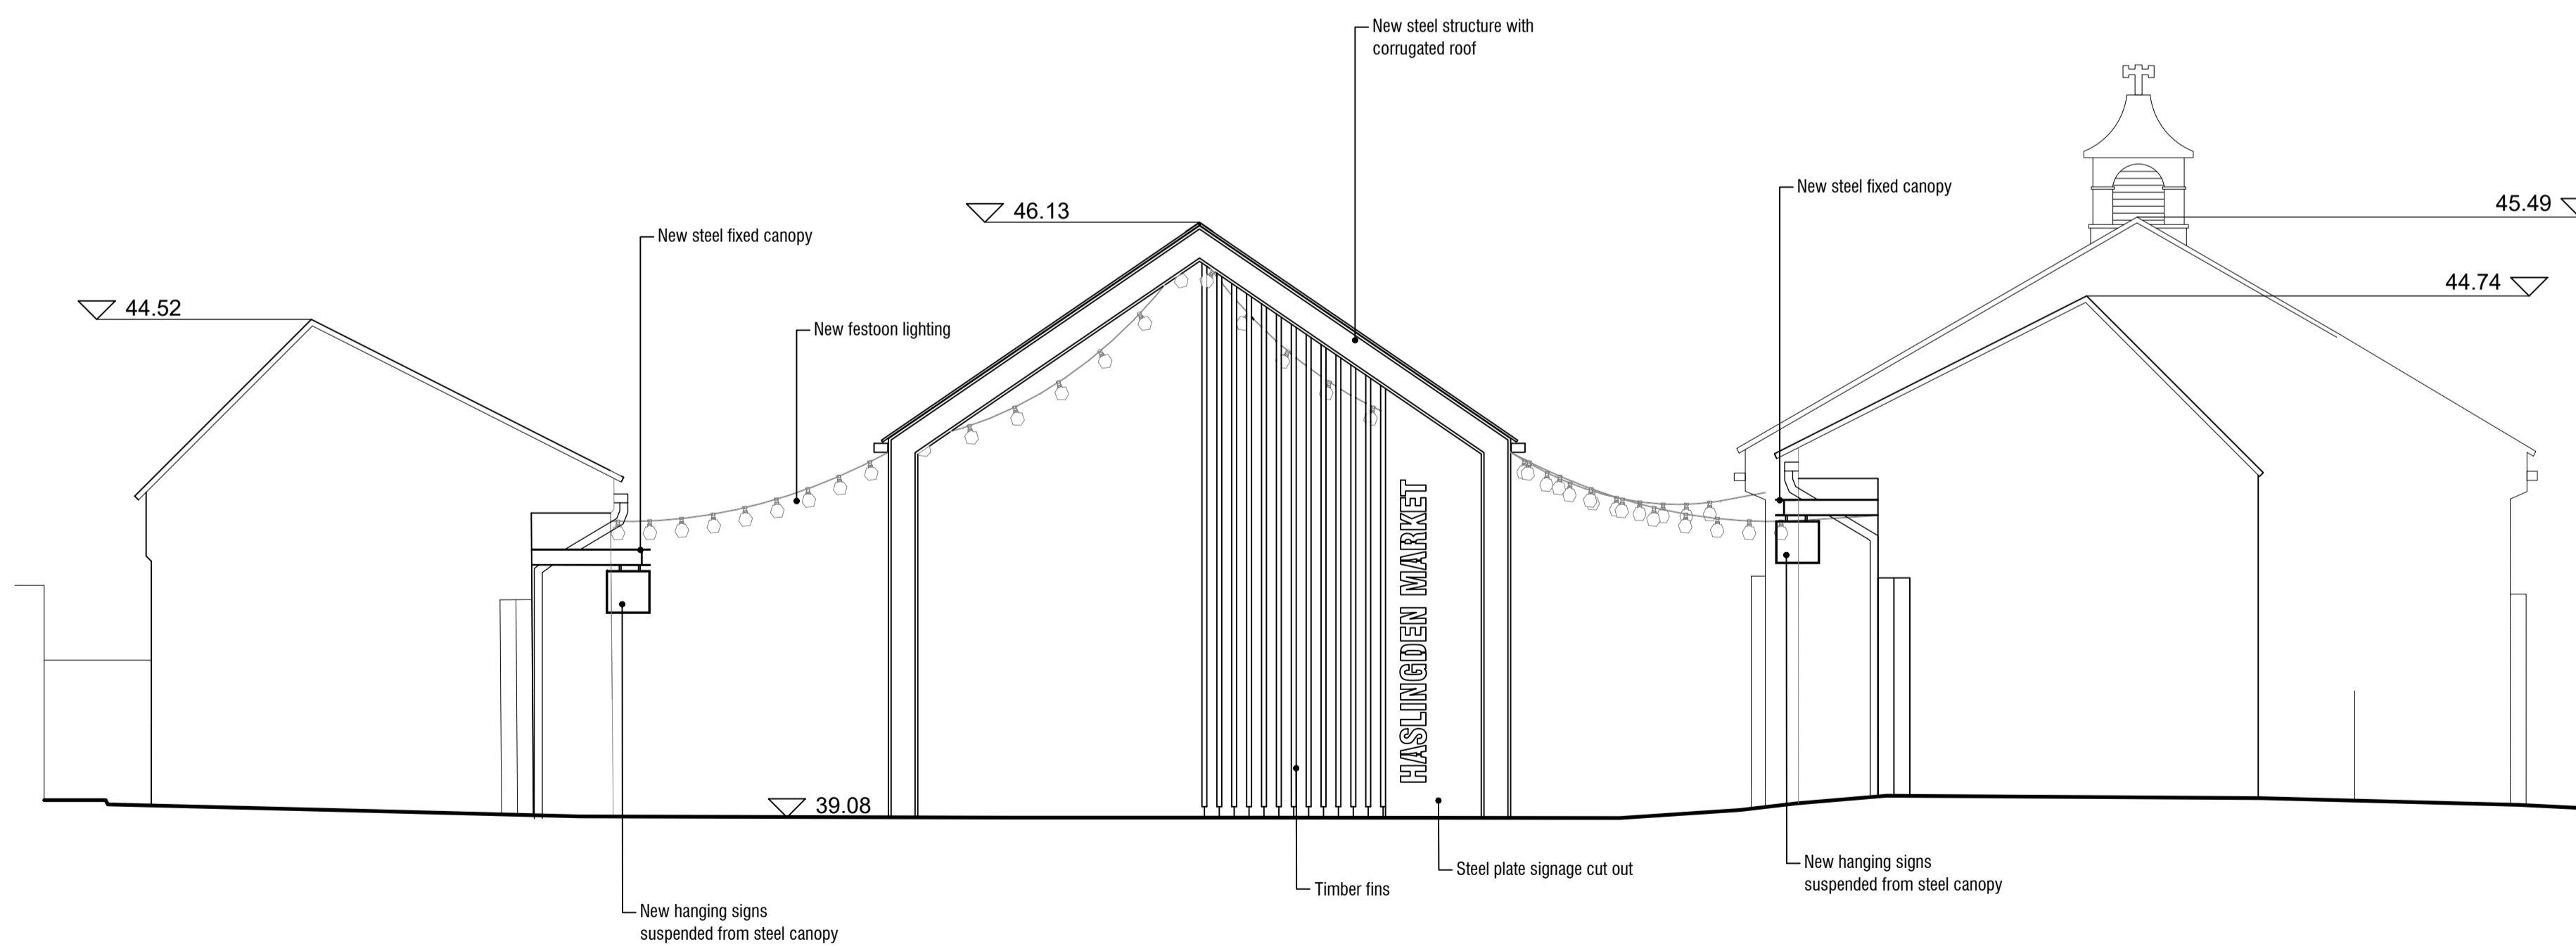 New steel structure with
corrugated roof
New steel fixed canopy
45.49
46.13
New steel fixed canopy
44.74
44.52
New festoon lighting
HASLINGDEN MARKET
39.08
New hanging signs
suspended from steel canopy
Steel plate signage cut out
Timber fins
New hanging signs
suspended from steel canopy